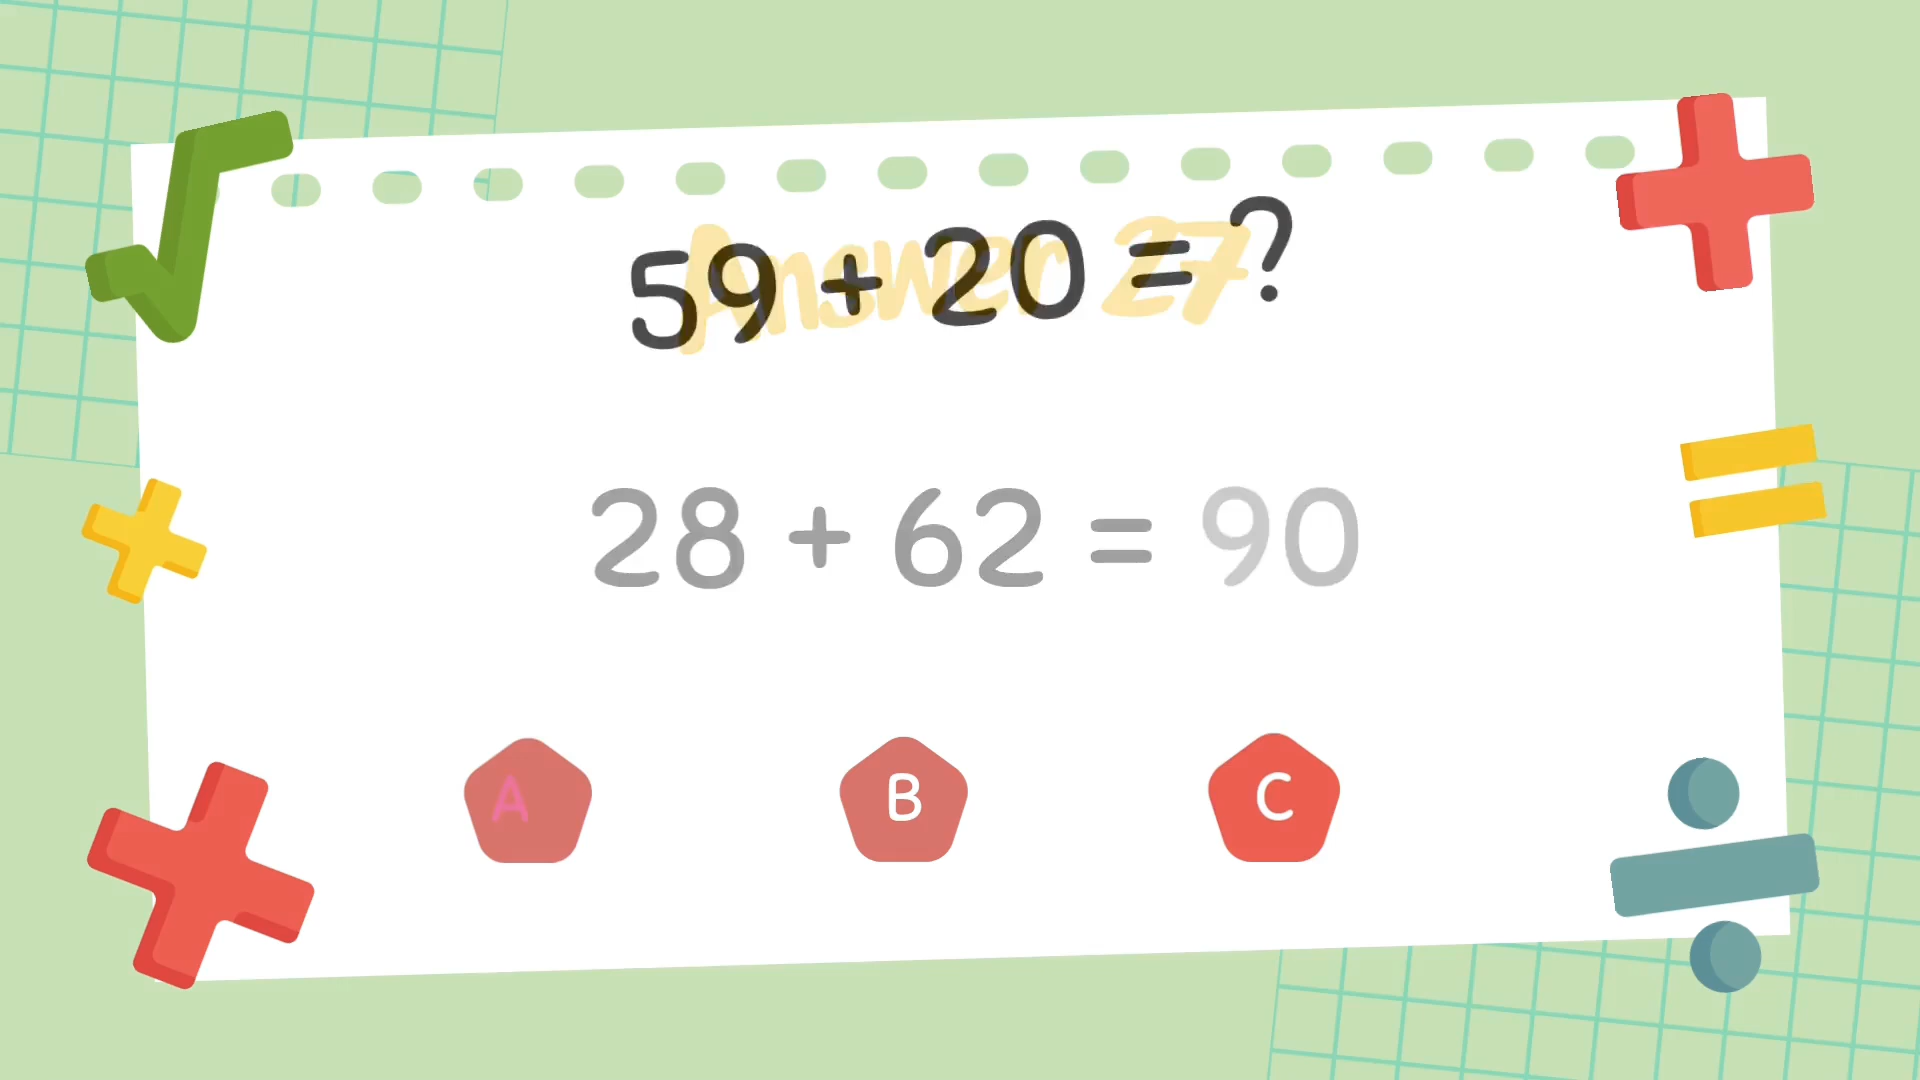 59 + 20 = ?
Answer 27
28 + 62 = 90
A
B
C